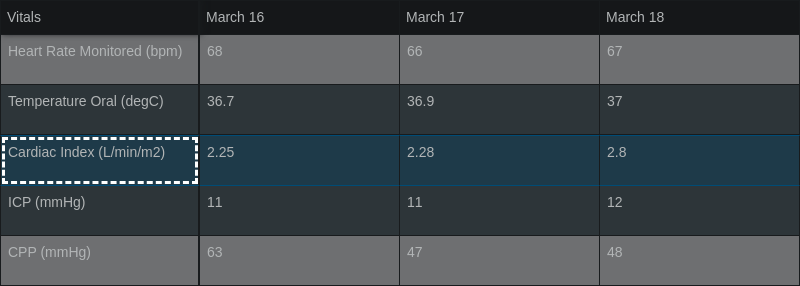 Vitals March 16 March 17 March 18
Heart Rate Monitored (bpm) 68 66 67
Temperature Oral (degC) 36.7 36.9 37
Cardiac Index (L/min/m2) 2.25 2.28 2.8
ICP (mmHg) 11 11 12
CPP (mmHg) 63 47 48